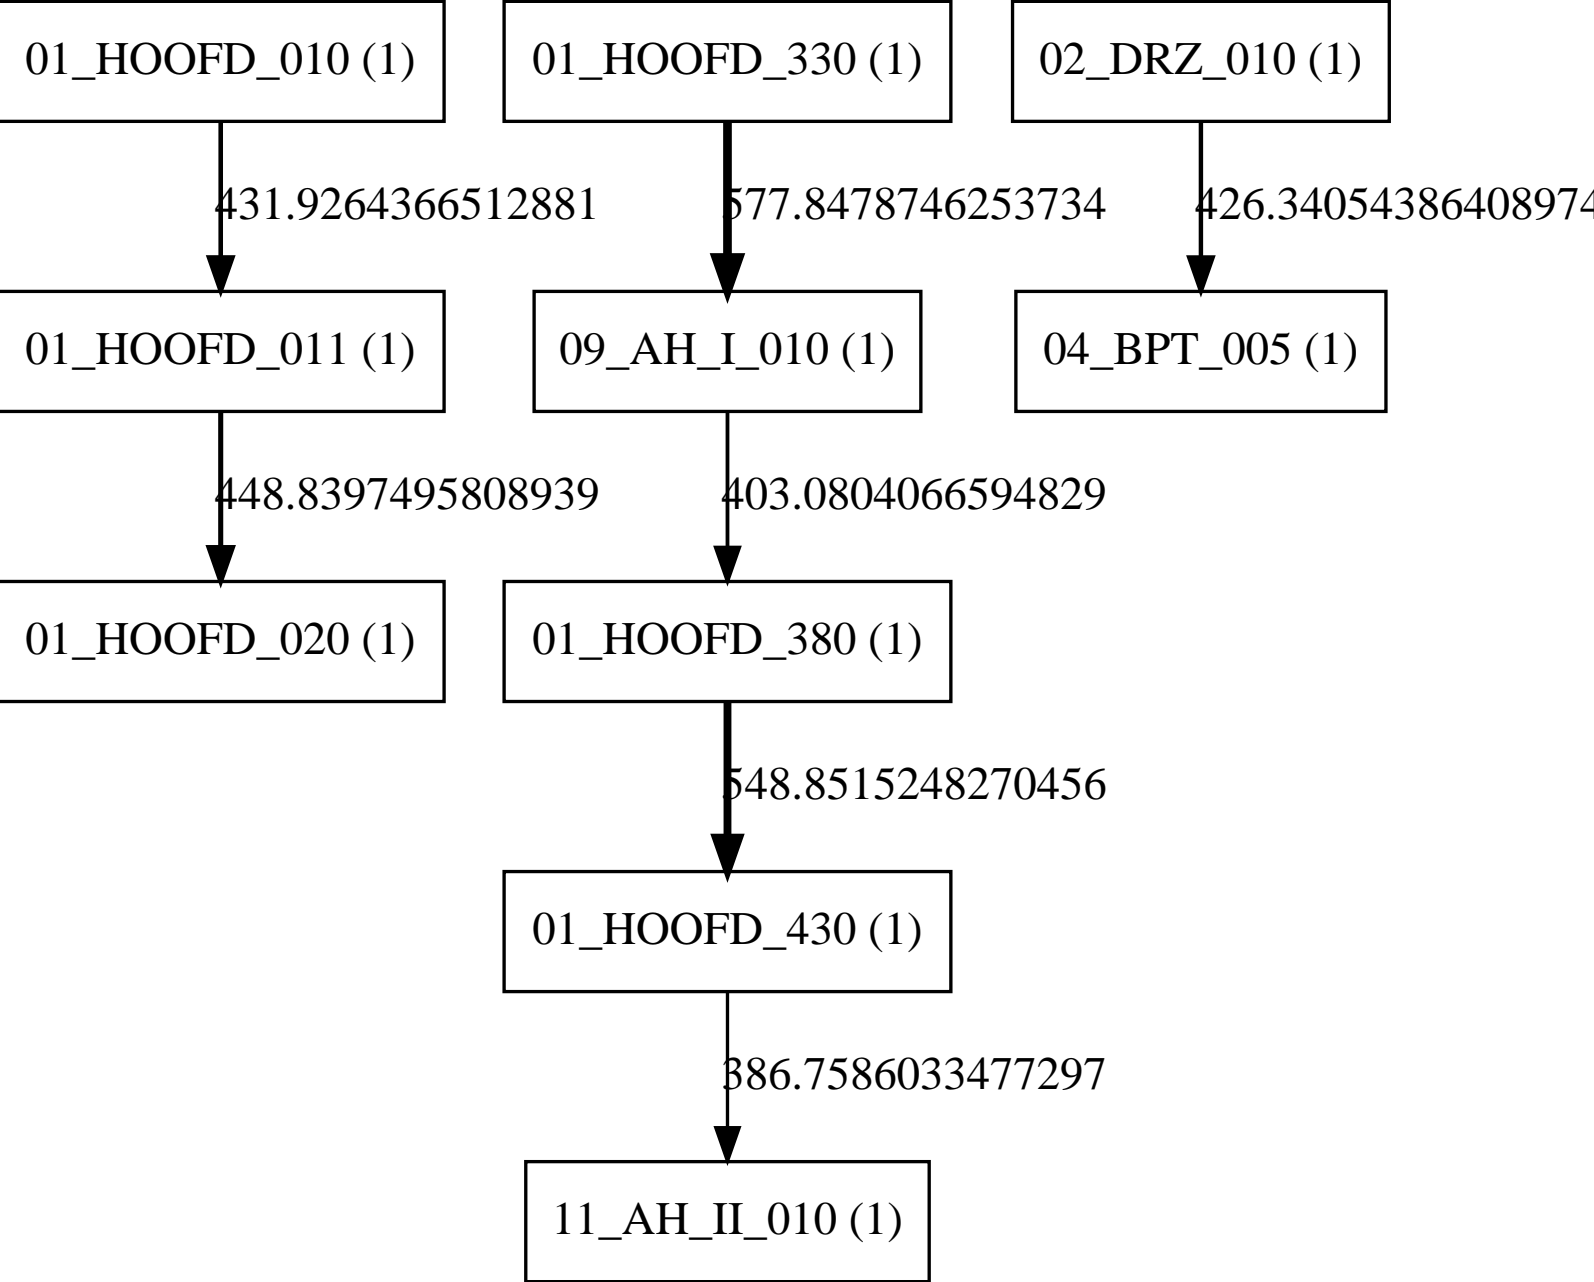 01_HOOFD_010 (1)
01_HOOFD_330 (1)
02_DRZ_010 (1)
431.9264366512881
577.8478746253734
426.34054386408974
01_HOOFD_011 (1)
09_AH_I_010 (1)
04_BPT_005 (1)
448.8397495808939
403.0804066594829
01_HOOFD_020 (1)
01_HOOFD_380 (1)
548.8515248270456
01_HOOFD_430 (1)
386.7586033477297
11_AH_II_010 (1)